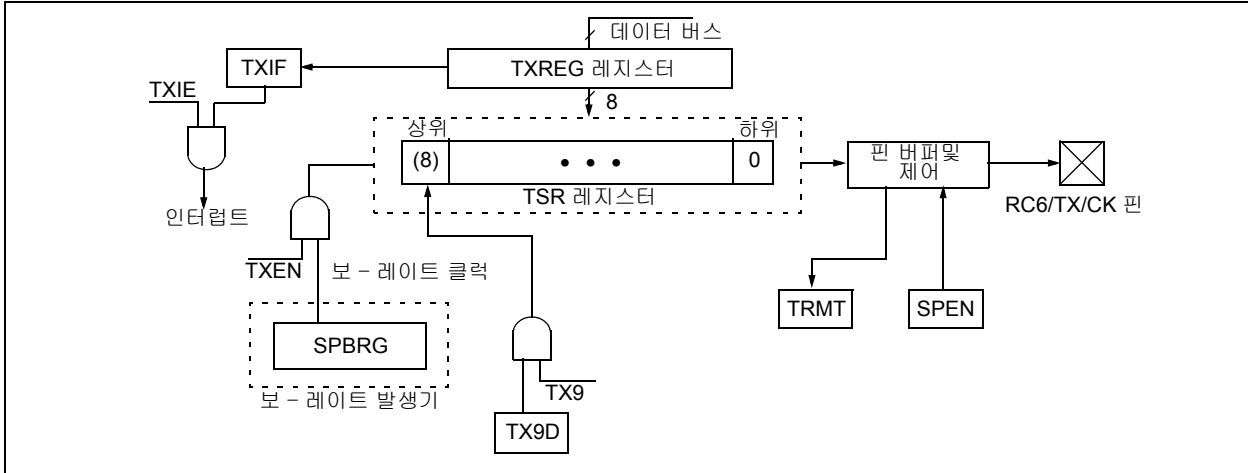 데이터 버스
TXIF
TXREG 레지스터
TXIE
8
상위
하위
(8)
• • •
0
핀 버퍼및
제어
TSR 레지스터
인터럽트
RC6/TX/CK 핀
TXEN
보 – 레이트 클럭
TRMT
SPEN
SPBRG
보 – 레이트 발생기
TX9
TX9D